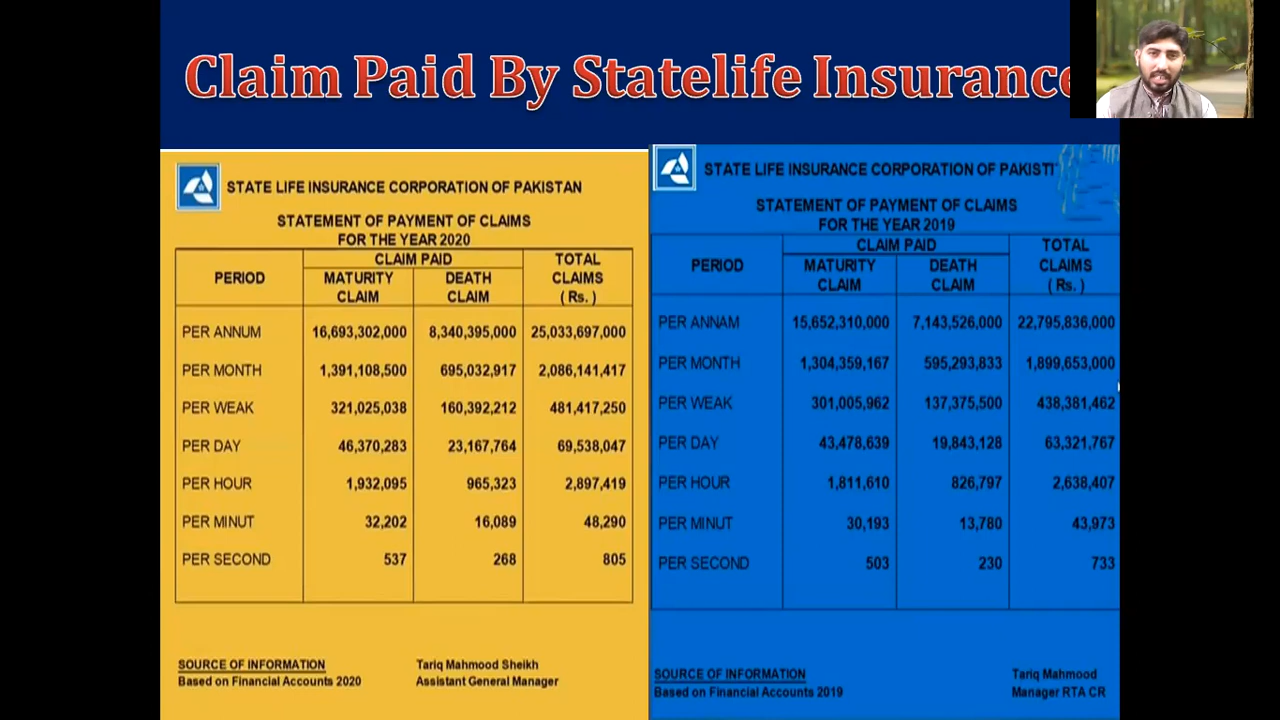 Claim Paid By Statelife Insurance
STATE LIFE INSURANCE CORPORATION OF PAKISTAN
STATEMENT OF PAYMENT OF CLAIMS
FOR THE YEAR 2020
PERIOD CLAIM PAID TOTAL CLAIMS ( Rs. )
MATURITY CLAIM DEATH CLAIM
PER ANNUM 16,693,302,000 8,340,395,000 25,033,697,000
PER MONTH 1,391,108,500 695,032,917 2,086,141,417
PER WEAK 321,025,038 160,392,212 481,417,250
PER DAY 46,370,283 23,167,764 69,538,047
PER HOUR 1,932,095 965,323 2,897,419
PER MINUT 32,202 16,089 48,290
PER SECOND 537 268 805
SOURCE OF INFORMATION Tariq Mahmood Sheikh
Based on Financial Accounts 2020 Assistant General Manager
STATE LIFE INSURANCE CORPORATION OF PAKISTI
STATEMENT OF PAYMENT OF CLAIMS
FOR THE YEAR 2019
PERIOD CLAIM PAID TOTAL CLAIMS ( Rs. )
MATURITY CLAIM DEATH CLAIM
PER ANNAM 15,652,310,000 7,143,526,000 22,795,836,000
PER MONTH 1,304,359,167 595,293,833 1,899,653,000
PER WEAK 301,005,962 137,375,500 438,381,462
PER DAY 43,478,639 19,843,128 63,321,767
PER HOUR 1,811,610 826,797 2,638,407
PER MINUT 30,193 13,780 43,973
PER SECOND 503 230 733
SOURCE OF INFORMATION Tariq Mahmood
Based on Financial Accounts 2019 Manager RTA CR